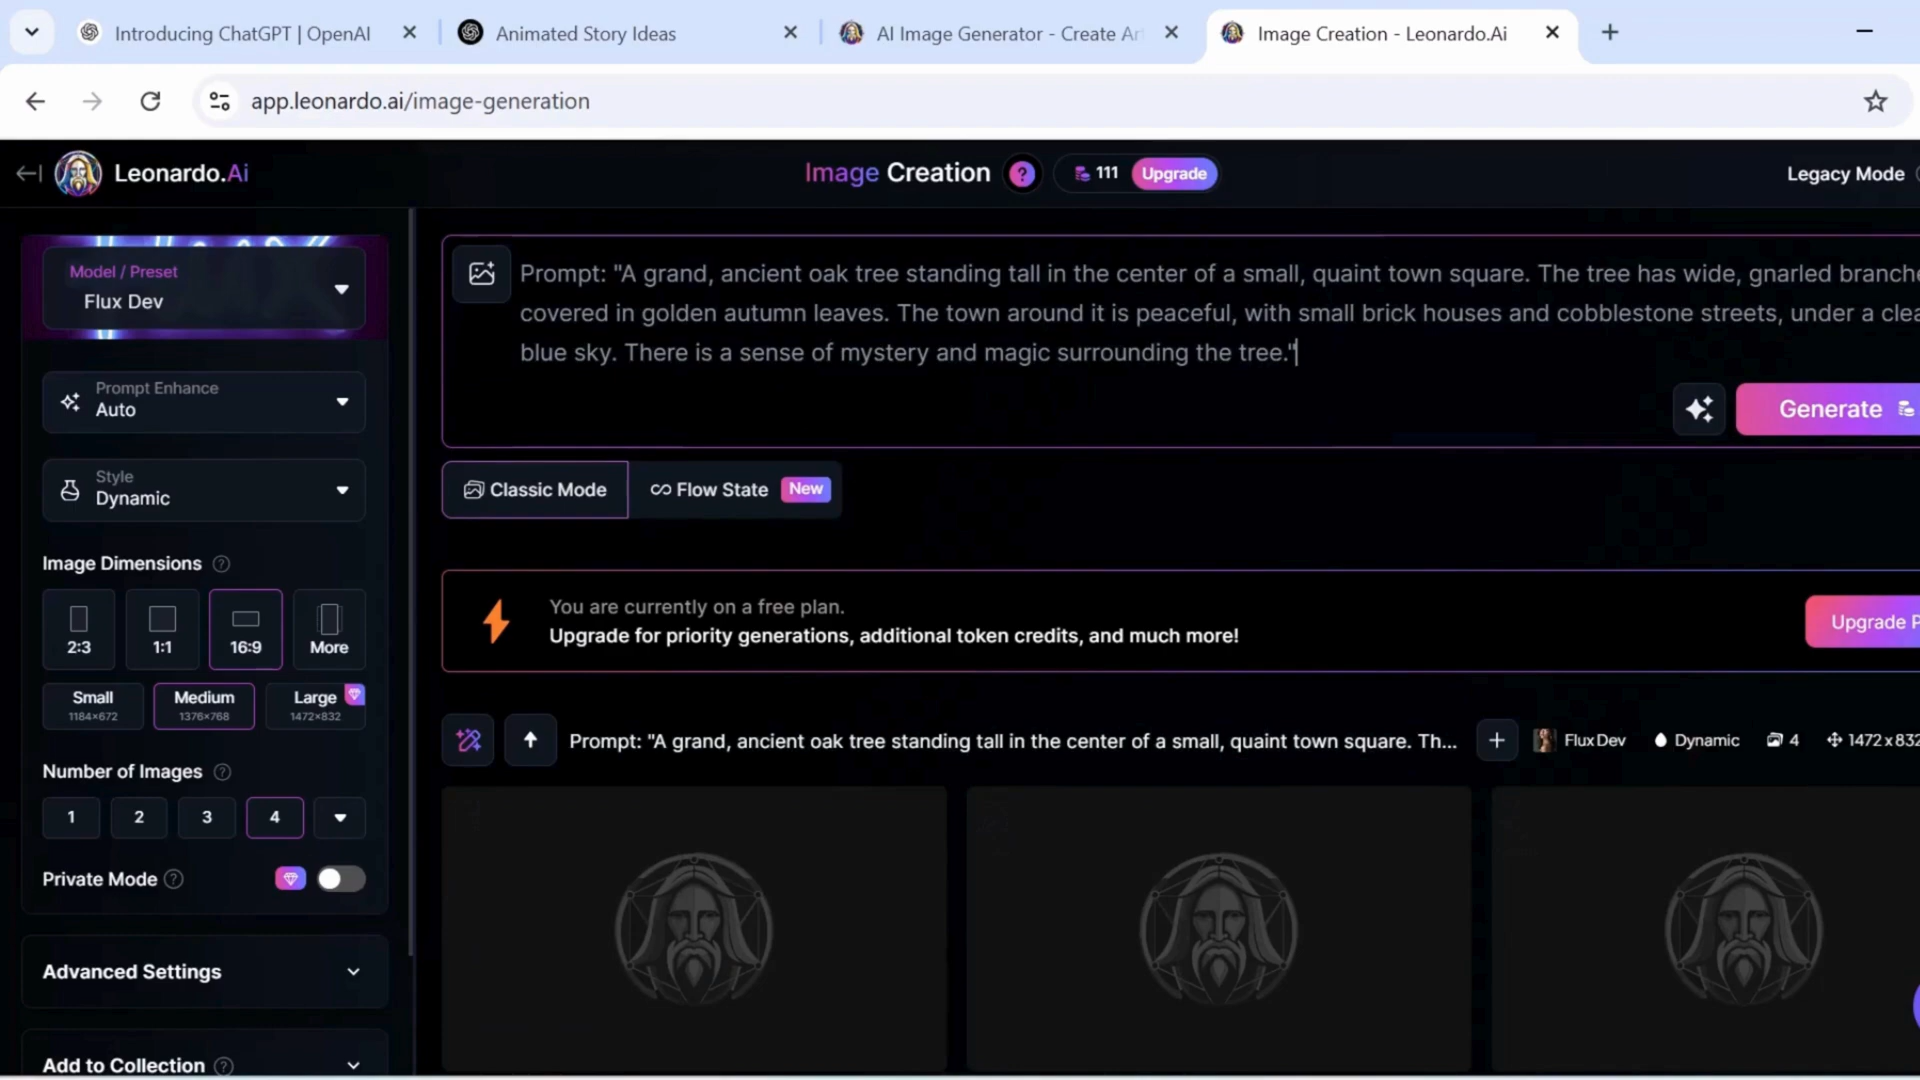 Introducing ChatGPT | OpenAI
Animated Story Ideas
AI Image Generator - Create Ar
Image Creation - Leonardo.Ai
app.leonardo.ai/image-generation
Leonardo.Ai
Image Creation
?
111
Upgrade
Legacy Mode
Model / Preset
Flux Dev
Prompt: "A grand, ancient oak tree standing tall in the center of a small, quaint town square. The tree has wide, gnarled branche
covered in golden autumn leaves. The town around it is peaceful, with small brick houses and cobblestone streets, under a clea
blue sky. There is a sense of mystery and magic surrounding the tree."
Generate
Prompt Enhance
Auto
Style
Dynamic
Classic Mode
Flow State New
Image Dimensions ?
2:3
1:1
16:9
More
Small
1184×672
Medium
1376×768
Large
1472×832
You are currently on a free plan.
Upgrade for priority generations, additional token credits, and much more!
Upgrade P
Prompt: "A grand, ancient oak tree standing tall in the center of a small, quaint town square. Th...
Flux Dev
Dynamic
4
1472 x 832
Number of Images ?
1
2
3
4
Private Mode ?
Advanced Settings
Add to Collection ?